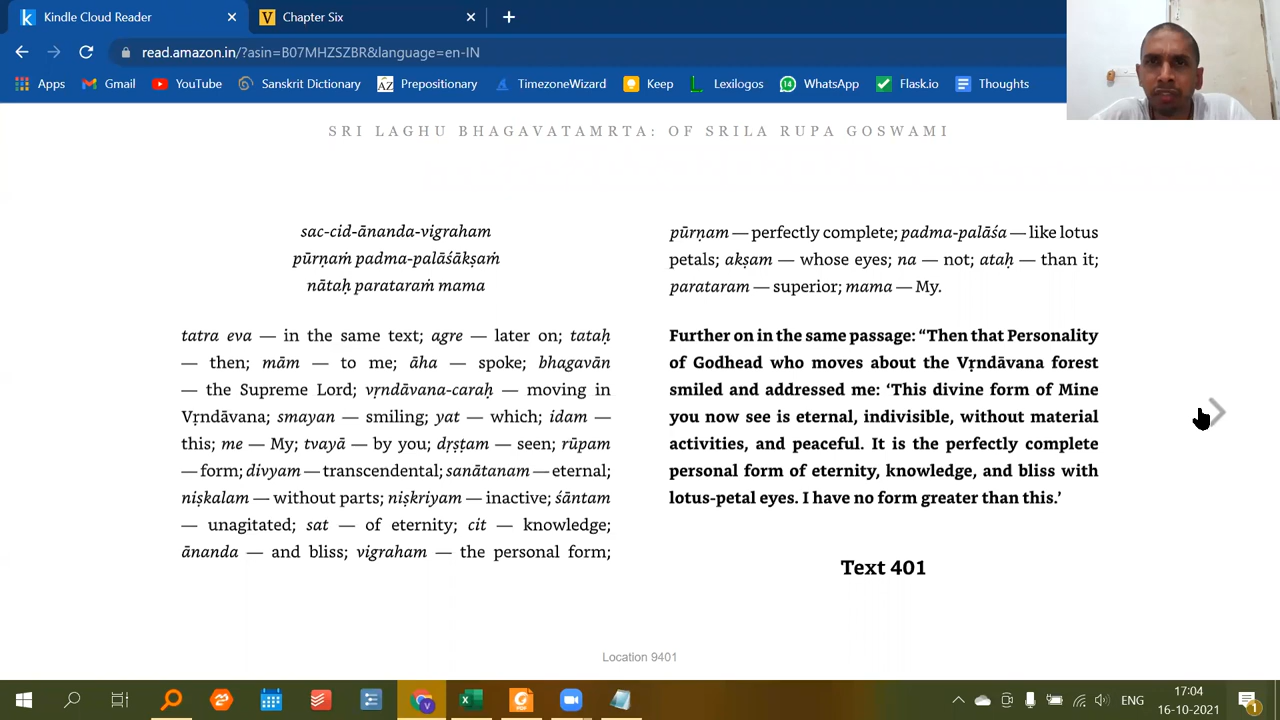 Kindle Cloud Reader
Chapter Six
read.amazon.in/?asin=B07MHZSZBR&language=en-IN
Apps Gmail YouTube Sanskrit Dictionary Prepositionary TimezoneWizard Keep Lexilogos WhatsApp Flask.io Thoughts
SRI LAGHU BHAGAVATAMRTA: OF SRILA RUPA GOSWAMI
sac-cid-ānanda-vigraham
pūrṇaṁ padma-palāśākṣaṁ
nātaḥ parataraṁ mama
tatra eva — in the same text; agre — later on; tataḥ
— then; mām — to me; āha — spoke; bhagavān
— the Supreme Lord; vṛndāvana-caraḥ — moving in
Vṛndāvana; smayan — smiling; yat — which; idam —
this; me — My; tvayā — by you; dṛṣṭam — seen; rūpam
— form; divyam — transcendental; sanātanam — eternal;
niṣkalam — without parts; niṣkriyam — inactive; śāntam
— unagitated; sat — of eternity; cit — knowledge;
ānanda — and bliss; vigraham — the personal form;
pūrṇam — perfectly complete; padma-palāśa — like lotus
petals; akṣam — whose eyes; na — not; ataḥ — than it;
parataram — superior; mama — My.
Further on in the same passage: “Then that Personality
of Godhead who moves about the Vṛndāvana forest
smiled and addressed me: ‘This divine form of Mine
you now see is eternal, indivisible, without material
activities, and peaceful. It is the perfectly complete
personal form of eternity, knowledge, and bliss with
lotus-petal eyes. I have no form greater than this.’
Text 401
Location 9401
ENG
17:04
16-10-2021